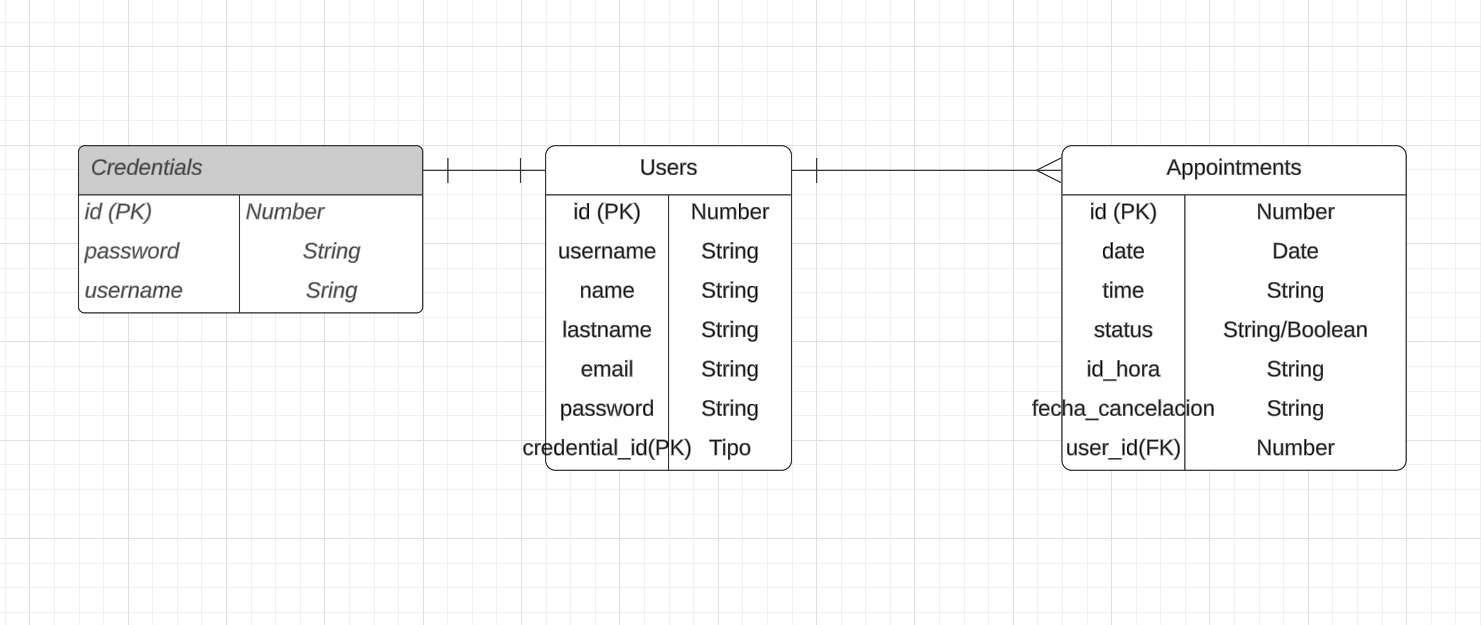 Credentials
id (PK) Number
password String
username Sring
Users
id (PK) Number
username String
name String
lastname String
email String
password String
credential_id(PK) Tipo
Appointments
id (PK) Number
date Date
time String
status String/Boolean
id_hora String
fecha_cancelacion String
user_id(FK) Number